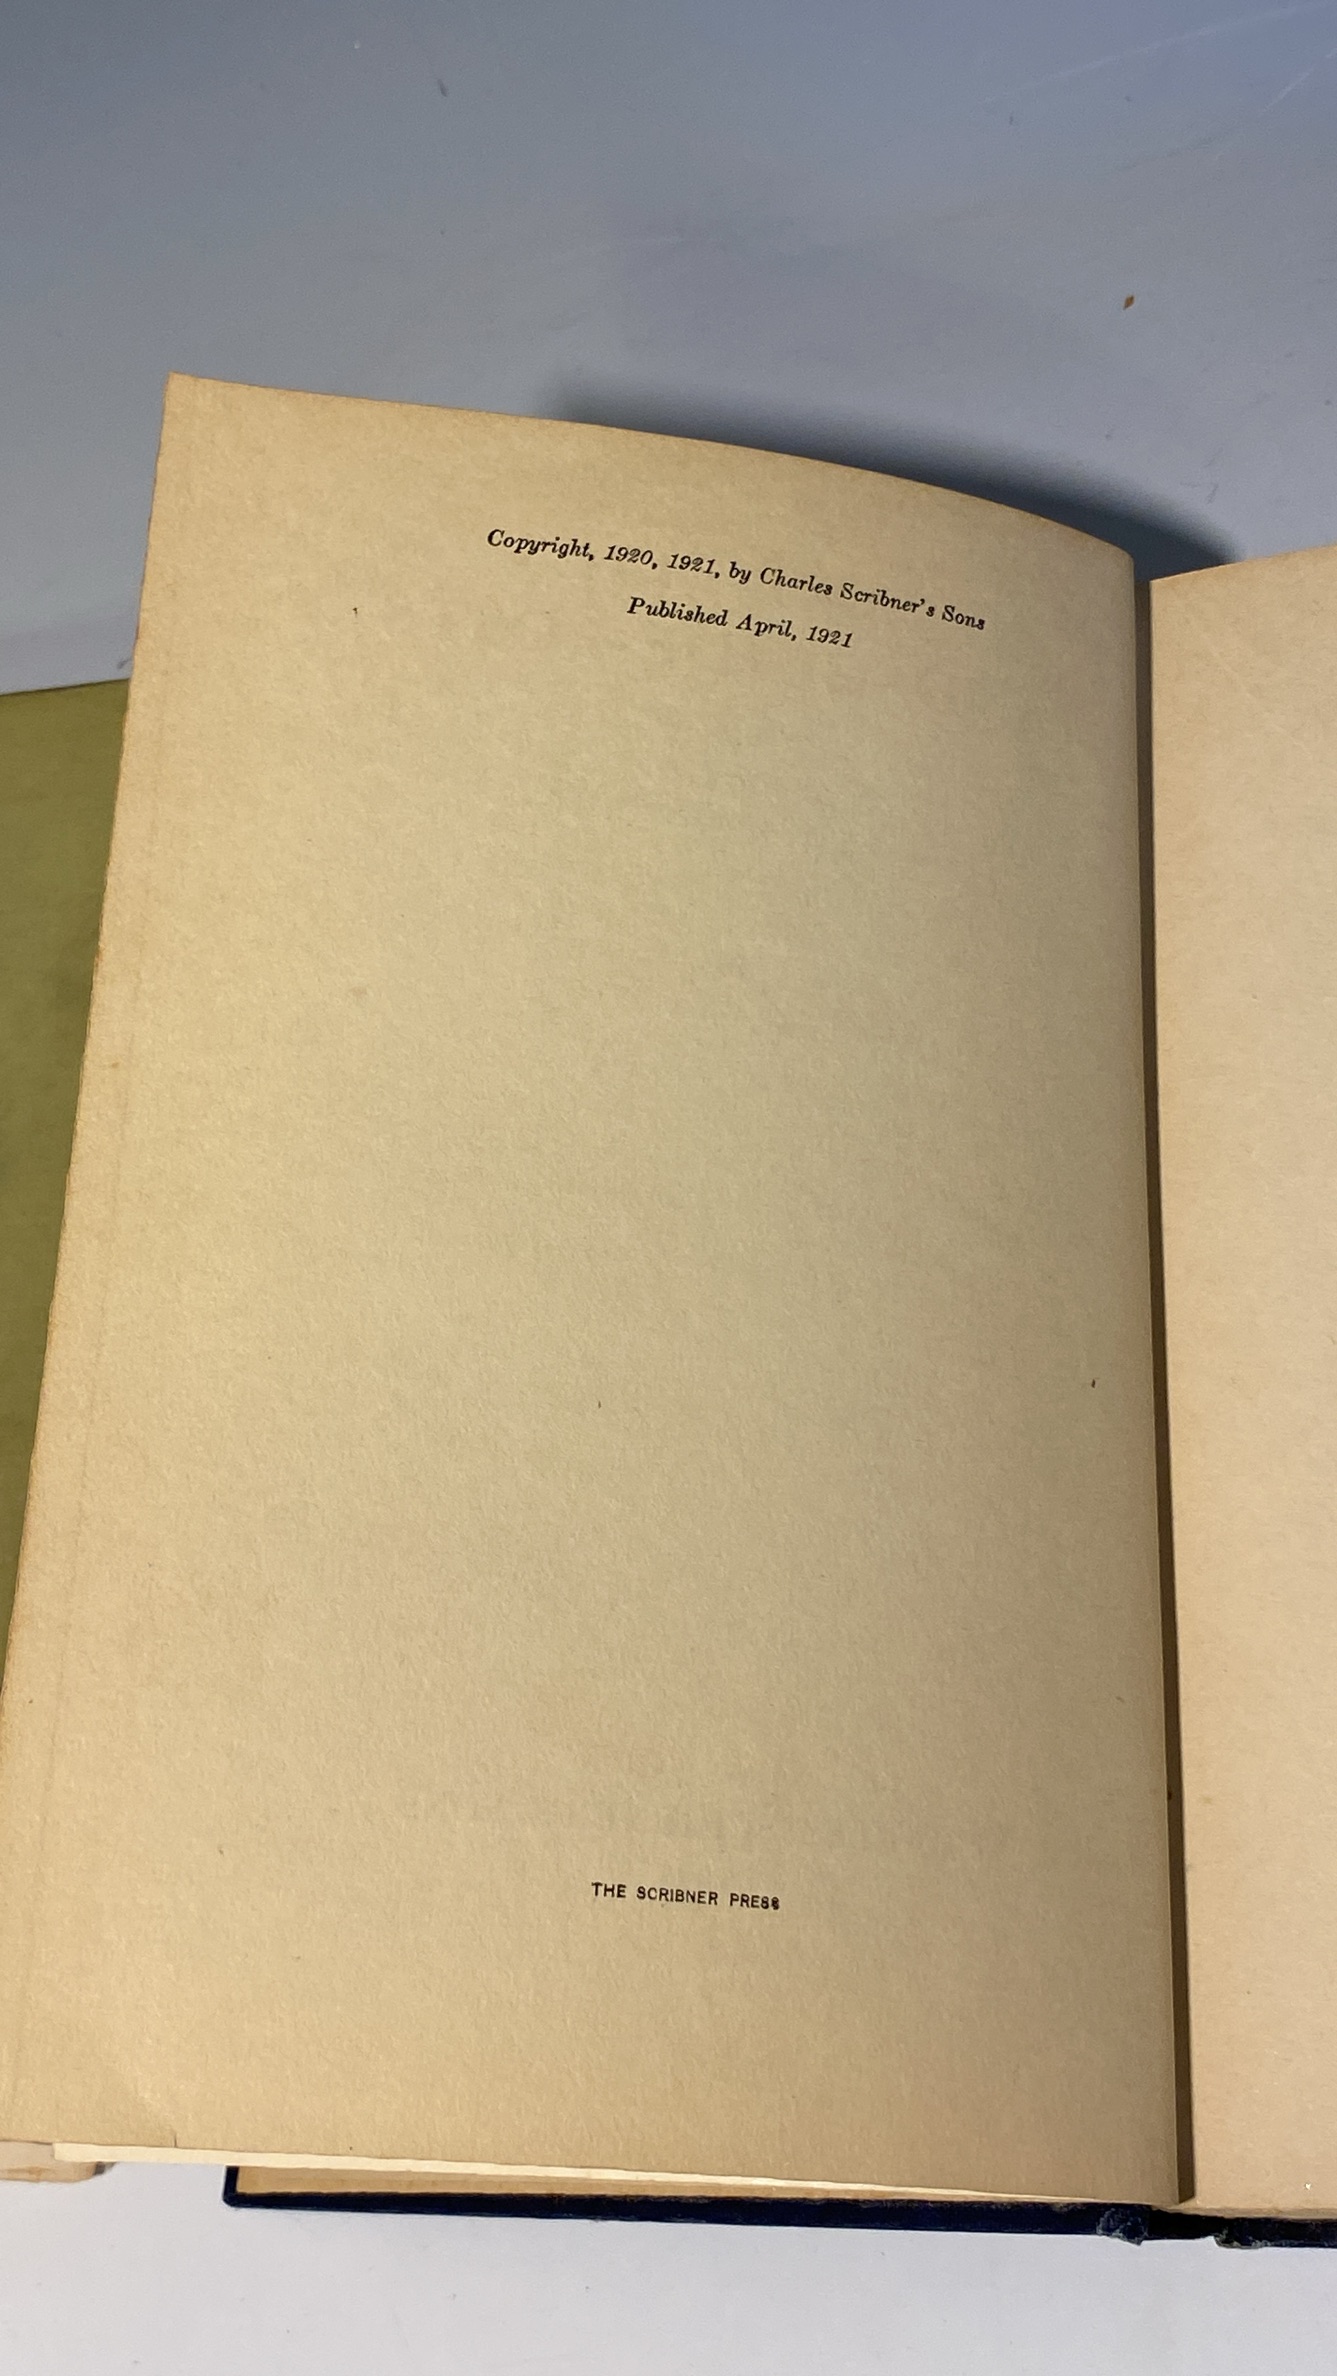 Copyright, 1920, 1921, by Charles Scribner's Sons
Published April, 1921
THE SCRIBNER PRESS